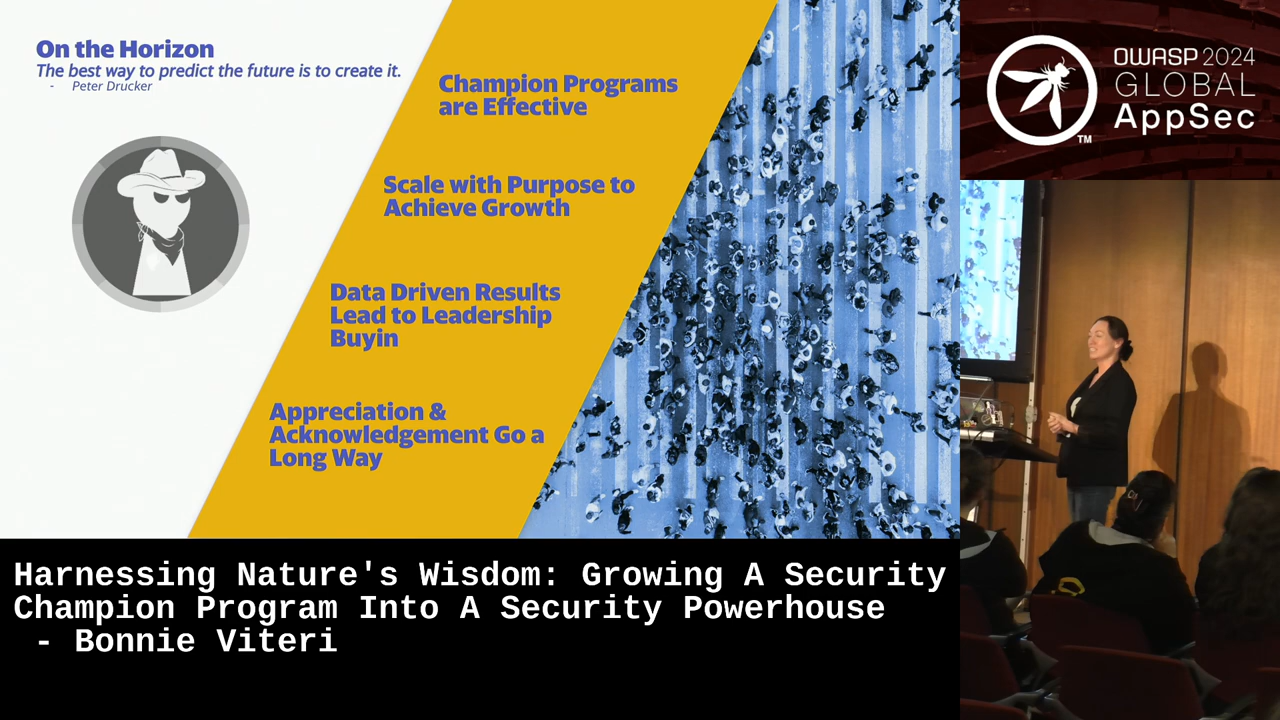 On the Horizon
The best way to predict the future is to create it.
- Peter Drucker
Champion Programs
are Effective
Scale with Purpose to
Achieve Growth
Data Driven Results
Lead to Leadership
Buyin
Appreciation &
Acknowledgement Go a
Long Way
OWASP 2024
GLOBAL
AppSec
TM
Harnessing Nature's Wisdom: Growing A Security
Champion Program Into A Security Powerhouse
- Bonnie Viteri